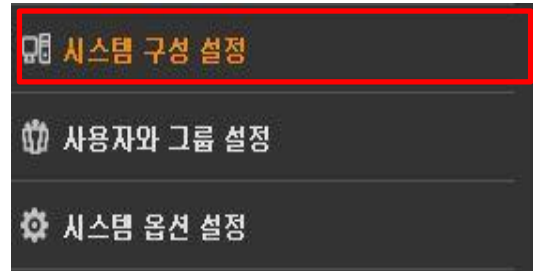 시스템 구성 설정
사용자와 그룹 설정
시스템 옵션 설정